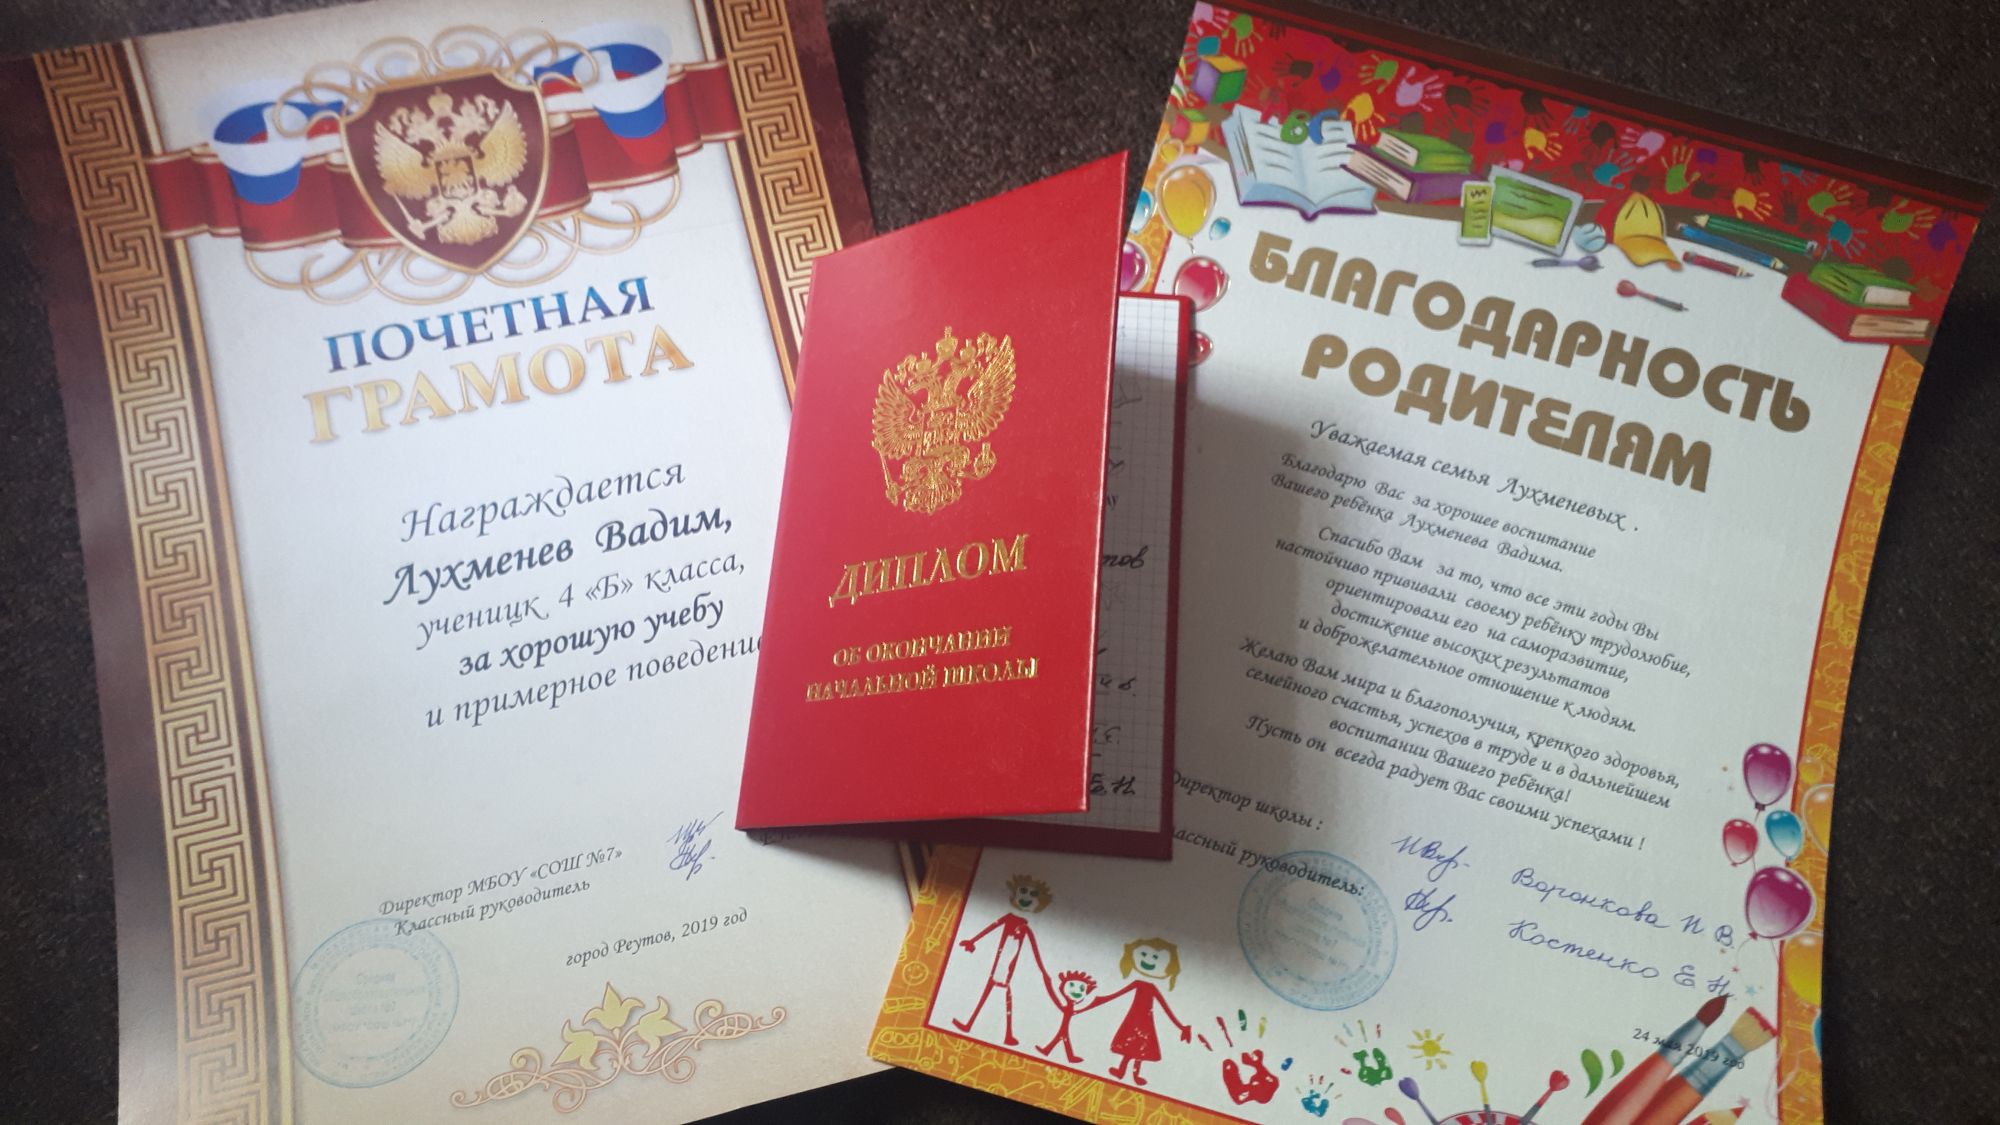 ПОЧЕТНАЯ
ГРАМОТА
Награждается
Лухменев Вадим,
ученицк 4 «Б» класса,
за хорошую учебу
и примерное поведение
Директор МБОУ «СОШ №7»
Классный руководитель
город Реутов, 2019 год
ДИПЛОМ
ОБ ОКОНЧАНИИ
НАЧАЛЬНОЙ ШКОЛЫ
БЛАГОДАРНОСТЬ
РОДИТЕЛЯМ
Уважаемая семья Лухменевых .
Благодарю Вас за хорошее воспитание
Вашего ребёнка Лухменева Вадима.
Спасибо Вам за то, что все эти годы Вы
настойчиво прививали своему ребёнку трудолюбие,
ориентировали его на саморазвитие,
достижение высоких результатов
и доброжелательное отношение к людям.
Желаю Вам мира и благополучия, крепкого здоровья,
семейного счастья, успехов в труде и в дальнейшем
воспитании Вашего ребёнка!
Пусть он всегда радует Вас своими успехами !
Директор школы :
Воронкова И. В.
Классный руководитель:
Костенко Е. Н.
24 мая 2019 год